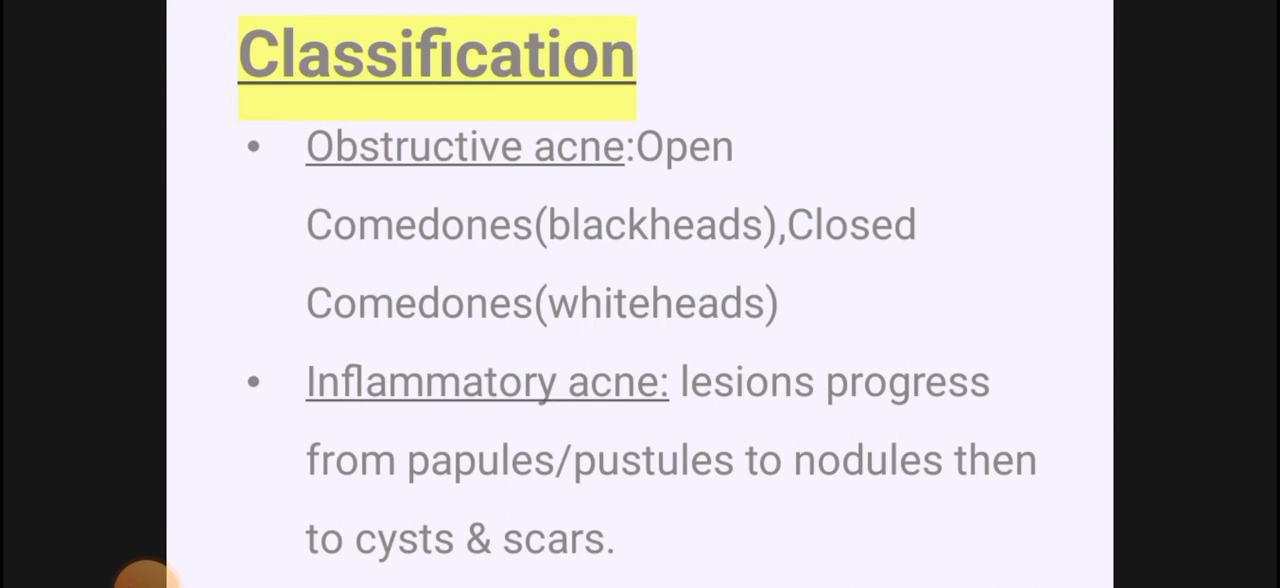 Classification
• Obstructive acne:Open
Comedones(blackheads),Closed
Comedones(whiteheads)
• Inflammatory acne: lesions progress
from papules/pustules to nodules then
to cysts & scars.